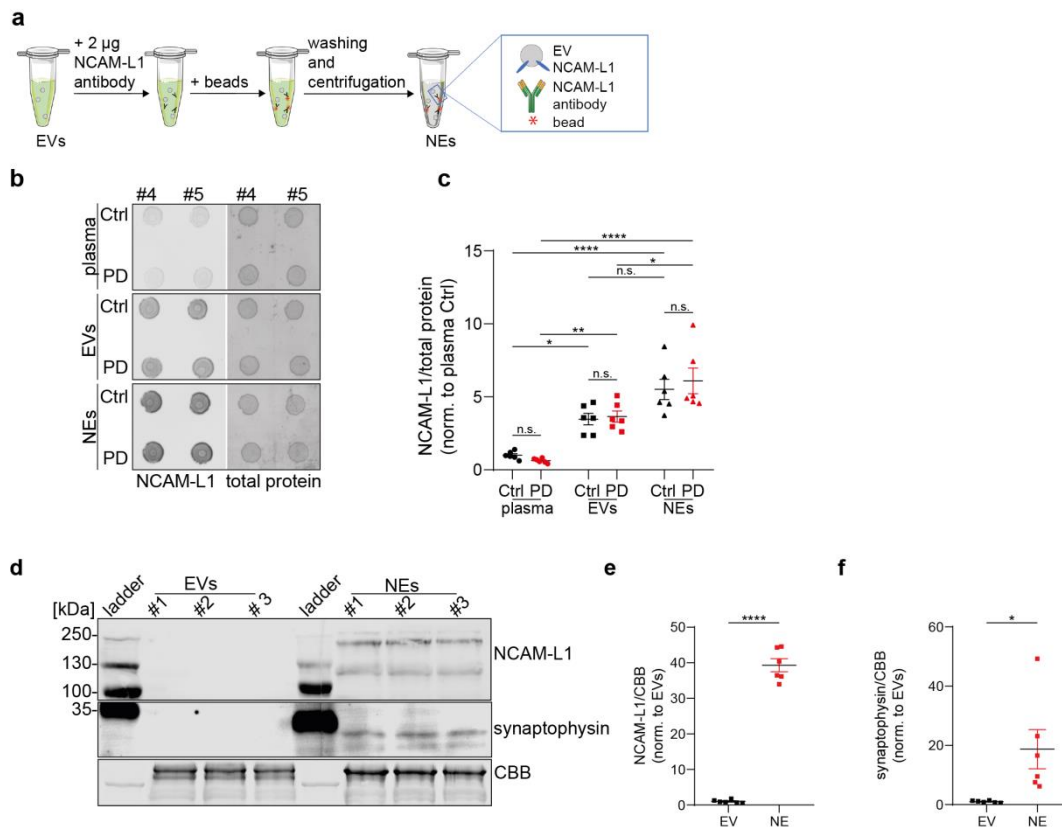 a
+ 2 µg
NCAM-L1
antibody
+ beads
washing
and
centrifugation
EVs
NEs
EV
NCAM-L1
NCAM-L1
antibody
* bead
b
#4 #5 #4 #5
plasma
Ctrl
PD
EVs
Ctrl
PD
NEs
Ctrl
PD
NCAM-L1 total protein
c
NCAM-L1/total protein
(norm. to plasma Ctrl)
15
10
5
0
****
****
*
n.s.
n.s.
**
*
n.s.
n.s.
Ctrl PD Ctrl PD Ctrl PD
plasma EVs NEs
d
[kDa]
ladder EVs ladder NEs
#1 #2 # 3 #1 #2 #3
250-
130-
100-
35-
NCAM-L1
synaptophysin
CBB
e
NCAM-L1/CBB
(norm. to EVs)
50
40
30
20
10
0
****
EV NE
f
synaptophysin/CBB
(norm. to EVs)
60
40
20
0
*
EV NE